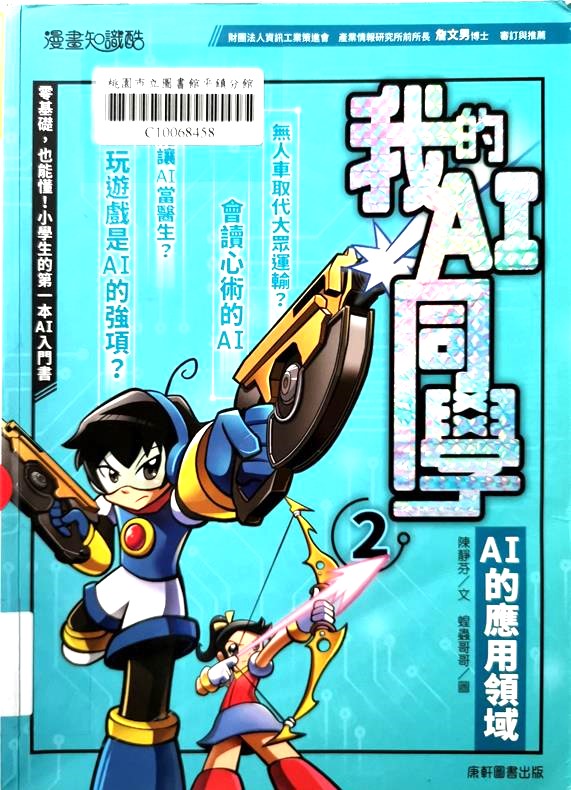 漫畫知識酷
財團法人資訊工業策進會 產業情報研究所前所長 詹文男博士 審訂與推薦
桃園市立圖書館平鎮分館
C10068458
零基礎，也能懂！小學生的第一本AI入門書
我的AI同學
無人車取代大眾運輸？
會讀心術的AI
讓AI當醫生？
玩遊戲是AI的強項？
2
AI的應用領域
陳靜芬／文 蝗蟲哥哥／圖
康軒圖書出版